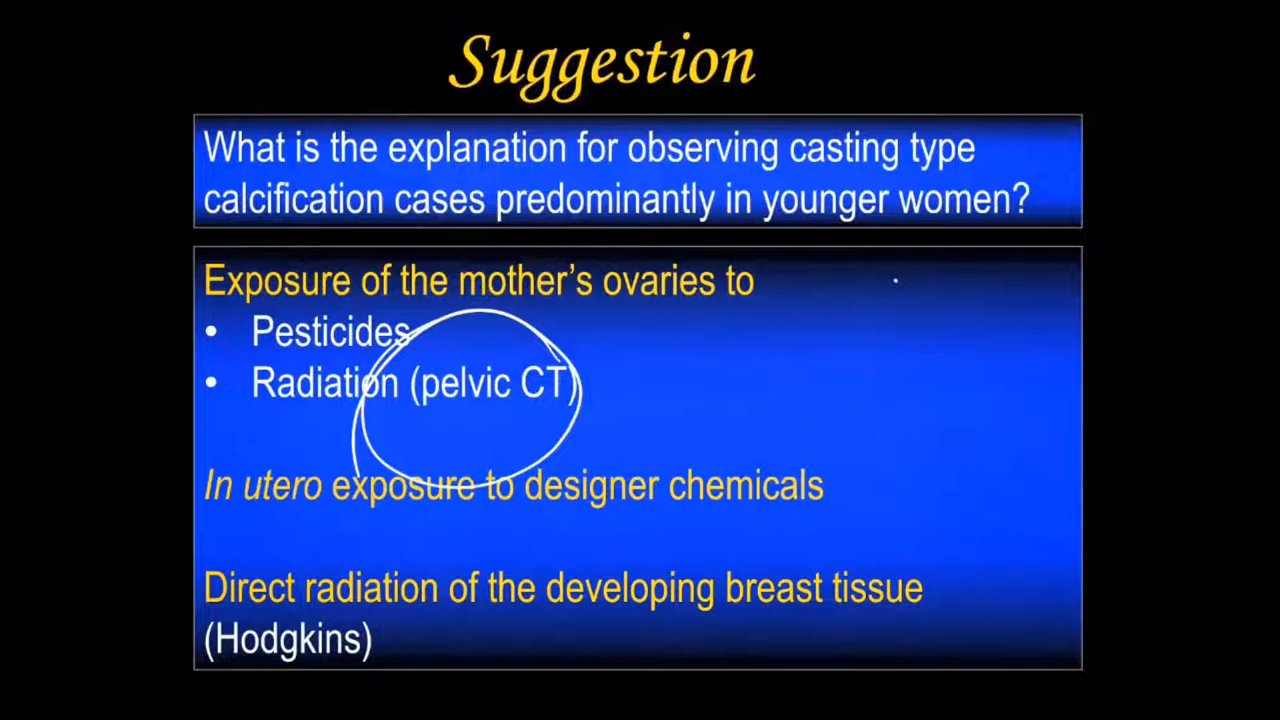 Suggestion
What is the explanation for observing casting type
calcification cases predominantly in younger women?
Exposure of the mother's ovaries to
• Pesticides
• Radiation (pelvic CT)
In utero exposure to designer chemicals
Direct radiation of the developing breast tissue
(Hodgkins)